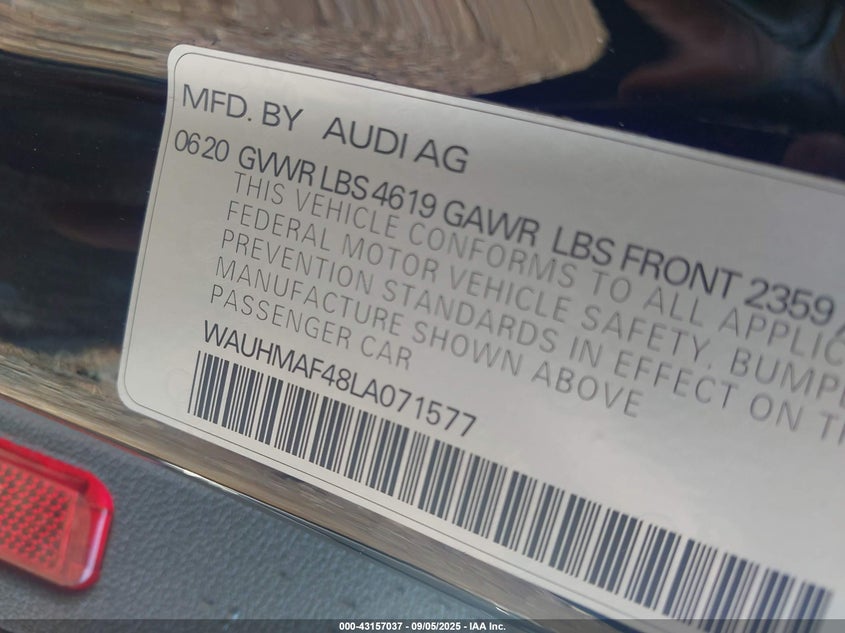 MFD. BY AUDI AG
0620 GVWR LBS 4619 GAWR LBS FRONT 2359
THIS VEHICLE CONFORMS TO ALL APPLIC
FEDERAL MOTOR VEHICLE SAFETY, BUMP
PREVENTION STANDARDS IN EFFECT ON TH
MANUFACTURE SHOWN ABOVE
PASSENGER CAR
WAUHMAF48LA071577
000-43157037 - 09/05/2025 - IAA Inc.